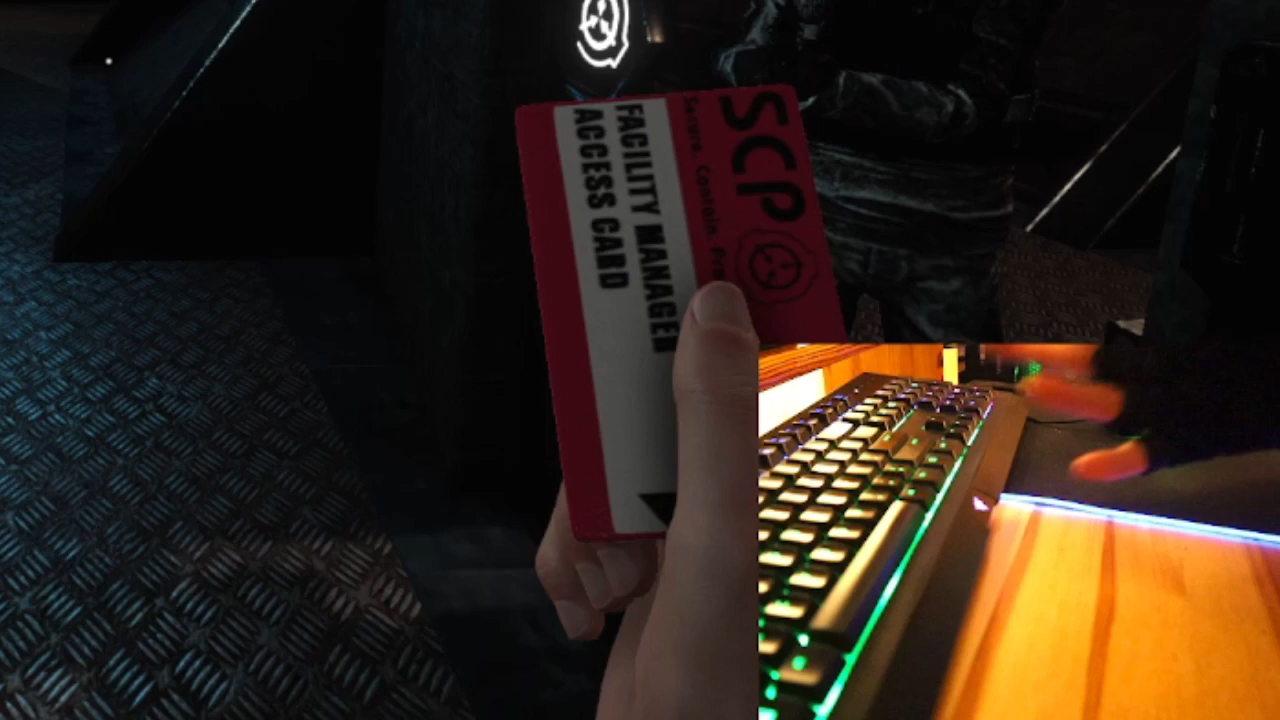 SCP
Secure. Contain. Pro
FACILITY MANAGER
ACCESS CARD